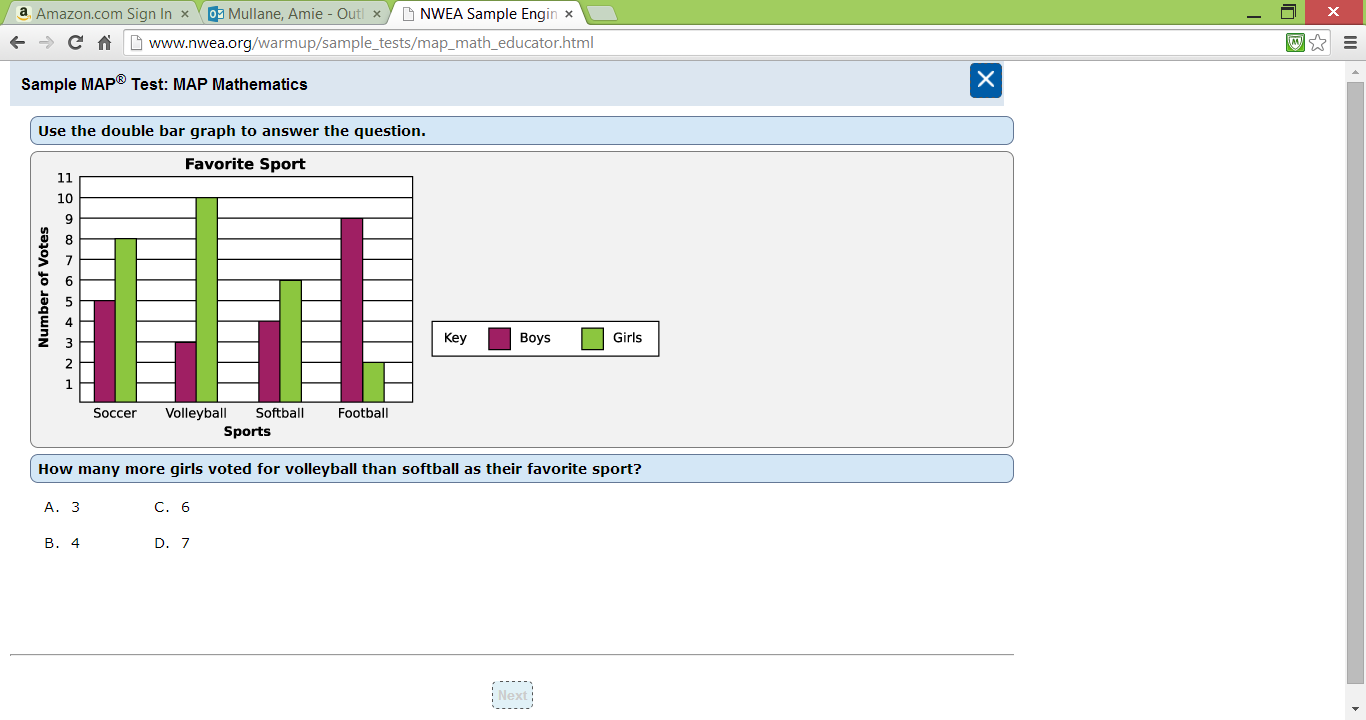 Amazon.com Sign In
Mullane, Amie - Outl
NWEA Sample Engin
www.nwea.org/warmup/sample_tests/map_math_educator.html
Sample MAP® Test: MAP Mathematics
Use the double bar graph to answer the question.
Favorite Sport
Number of Votes
11
10
9
8
7
6
5
4
3
2
1
Soccer Volleyball Softball Football
Sports
Key Boys Girls
How many more girls voted for volleyball than softball as their favorite sport?
A. 3 C. 6
B. 4 D. 7
Next